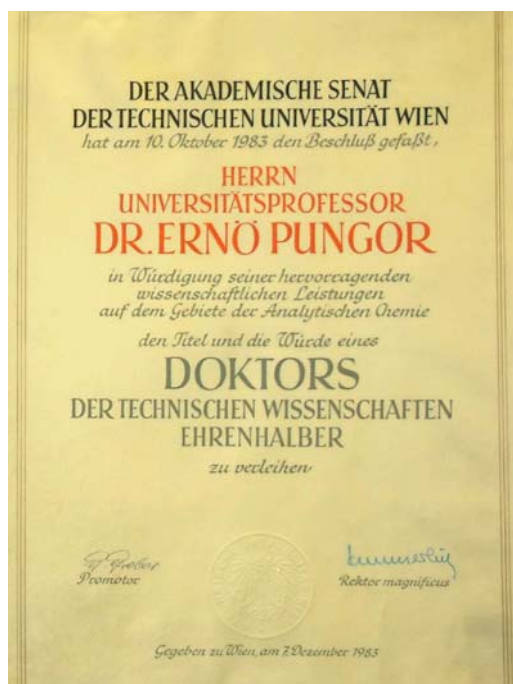 DER AKADEMISCHE SENAT
DER TECHNISCHEN UNIVERSITÄT WIEN
hat am 10. Oktober 1983 den Beschluß gefaßt,
HERRN
UNIVERSITÄTSPROFESSOR
DR. ERNÖ PUNGOR
in Würdigung seiner hervorragenden
wissenschaftlichen Leistungen
auf dem Gebiete der Analytischen Chemie
den Titel und die Würde eines
DOKTORS
DER TECHNISCHEN WISSENSCHAFTEN
EHRENHALBER
zu verleihen
Promotor
Rektor magnificus
Gegeben zu Wien, am 7. Dezember 1983